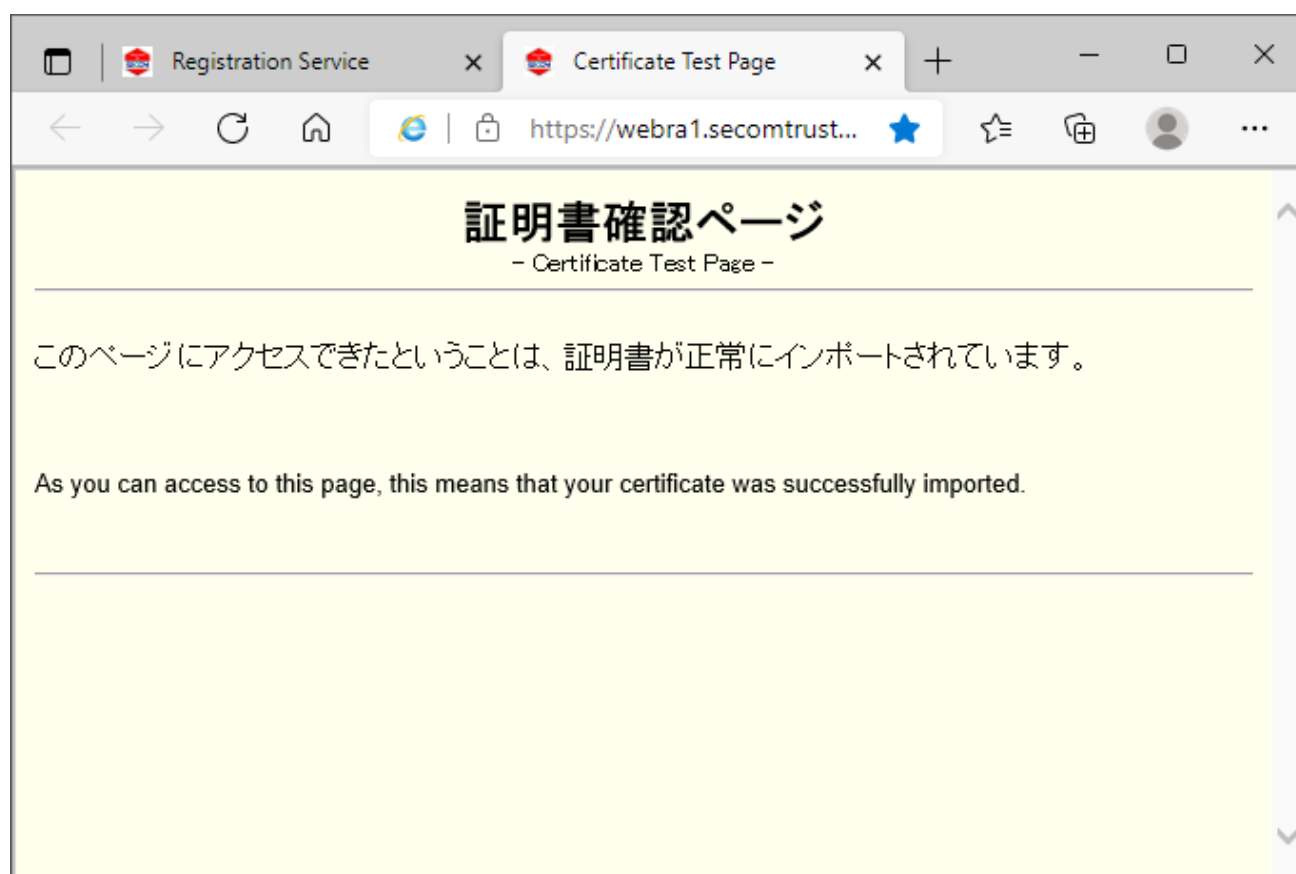 Registration Service
Certificate Test Page
https://webra1.secomtrust...
証明書確認ページ
- Certificate Test Page -
このページにアクセスできたということは、証明書が正常にインポートされています。
As you can access to this page, this means that your certificate was successfully imported.